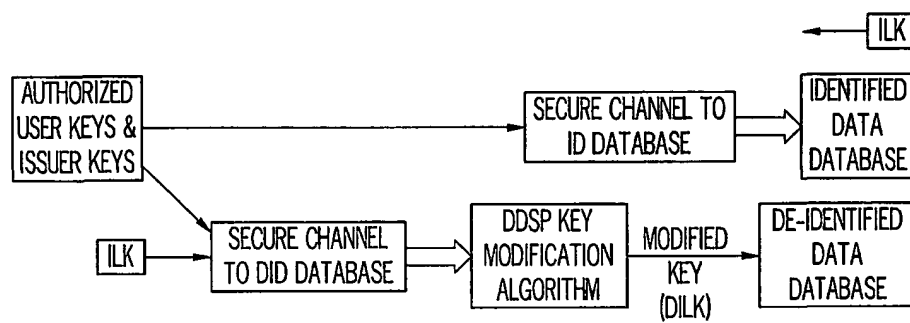 ILK
AUTHORIZED
USER KEYS &
ISSUER KEYS
SECURE CHANNEL TO
ID DATABASE
IDENTIFIED
DATA
DATABASE
ILK
SECURE CHANNEL
TO DID DATABASE
DDSP KEY
MODIFICATION
ALGORITHM
MODIFIED
KEY
(DILK)
DE-IDENTIFIED
DATA
DATABASE